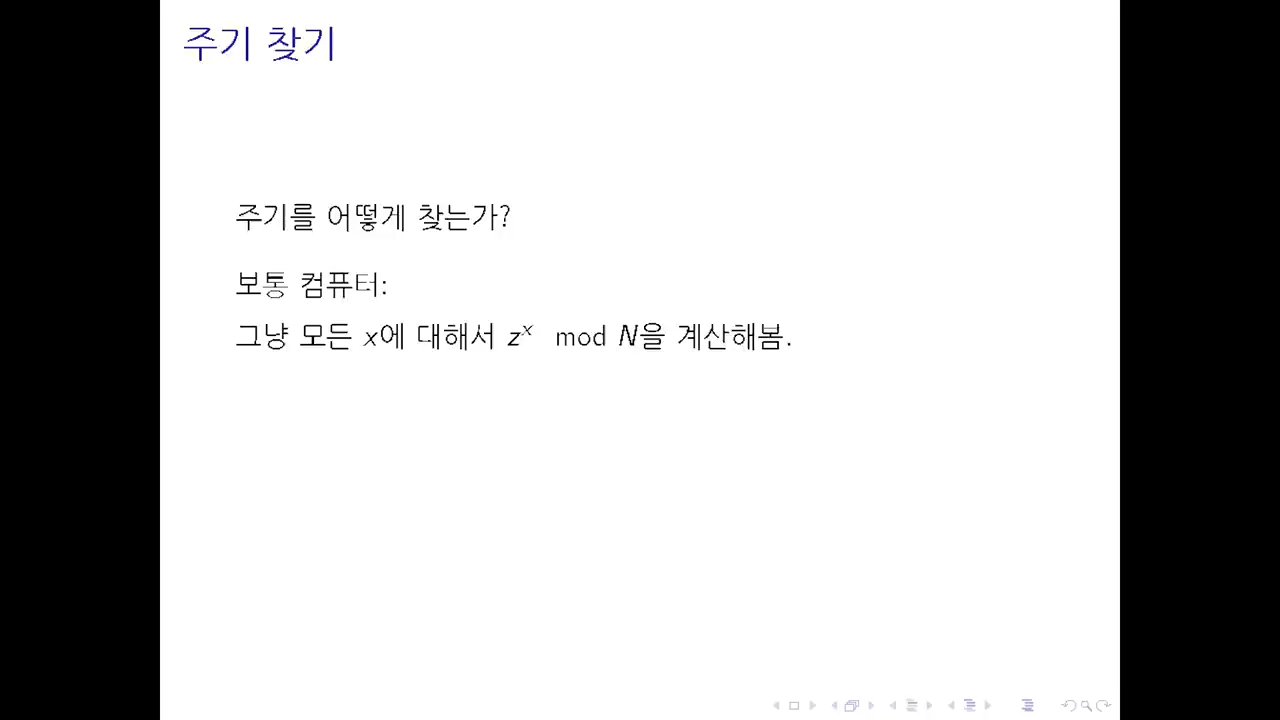 주기 찾기
주기를 어떻게 찾는가?
보통 컴퓨터:
그냥 모든 x에 대해서 zˣ mod N을 계산해봄.